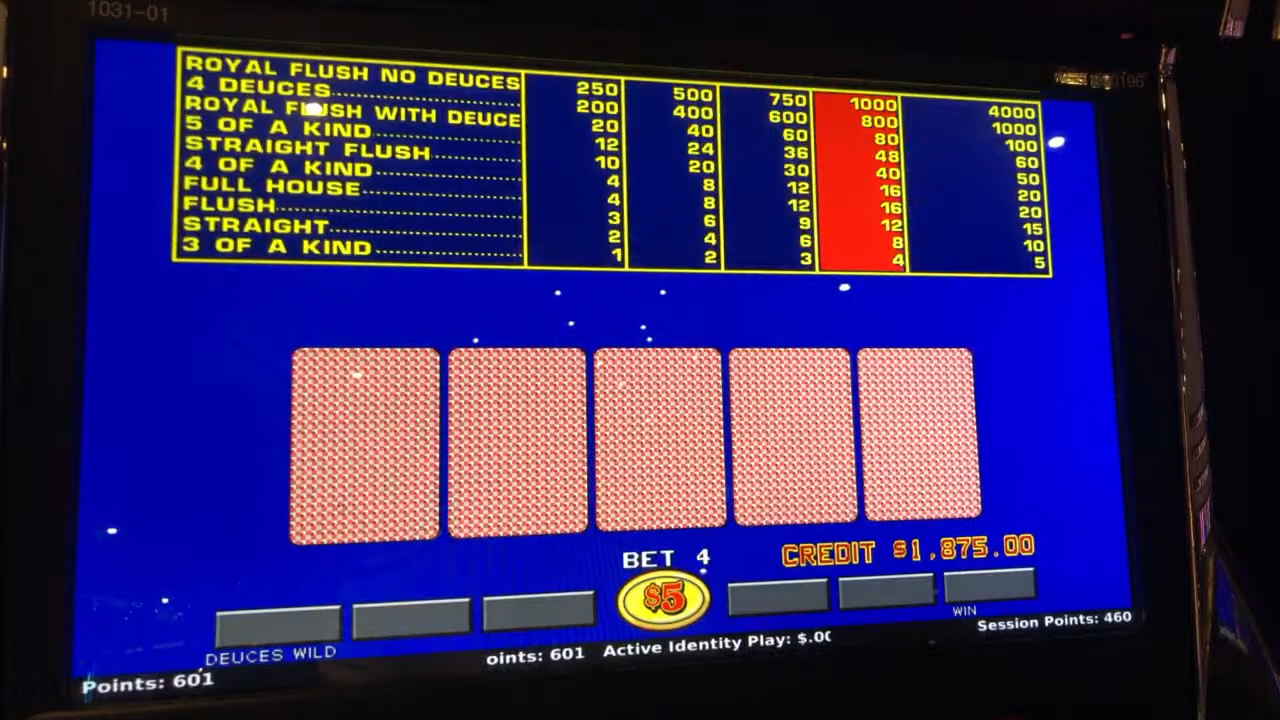 1031-01
ROYAL FLUSH NO DEUCES 250 500 750 1000 4000
4 DEUCES 200 400 600 800 1000
ROYAL FLUSH WITH DEUCE 20 40 60 80 100
5 OF A KIND 12 24 36 48 60
STRAIGHT FLUSH 10 20 30 40 50
4 OF A KIND 4 8 12 16 20
FULL HOUSE 4 8 12 16 20
FLUSH 3 6 9 12 15
STRAIGHT 2 4 6 8 10
3 OF A KIND 1 2 3 4 5
BET 4
CREDIT $1,875.00
$5
WIN
DEUCES WILD
oints: 601 Active Identity Play: $.00
Session Points: 460
Points: 601